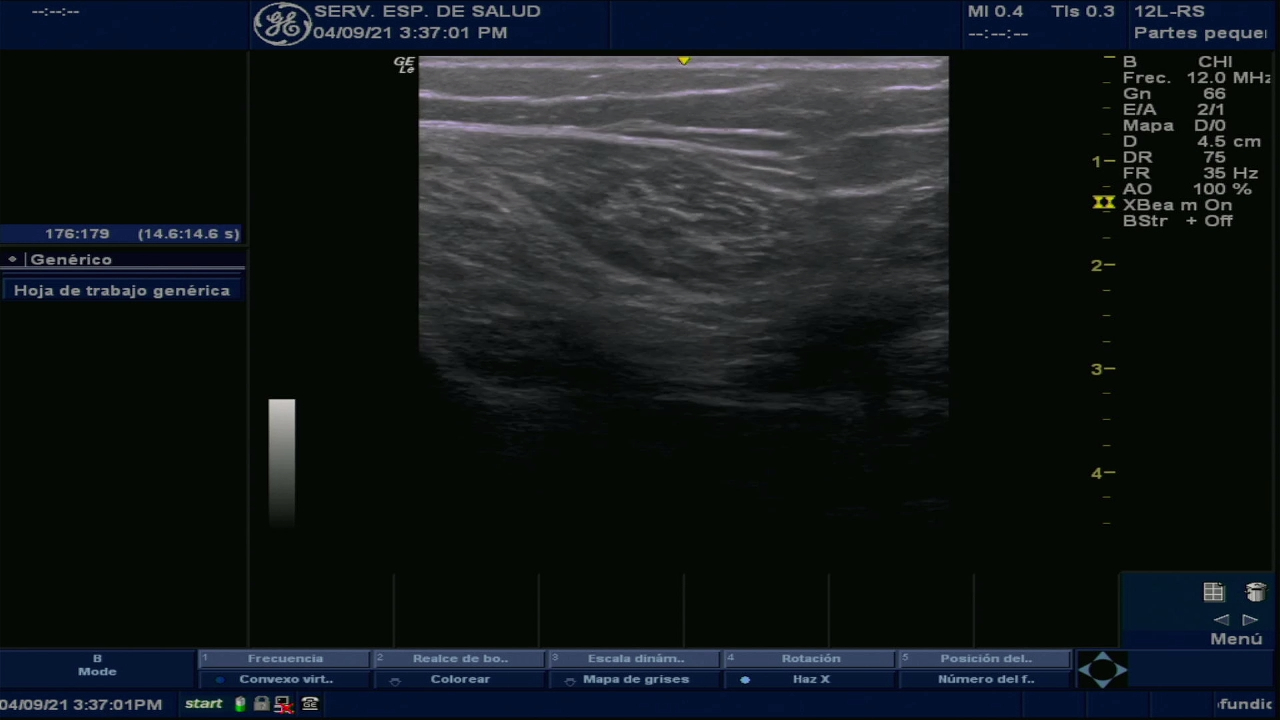 --:--:--
SERV. ESP. DE SALUD
04/09/21 3:37:01 PM
MI 0.4 TIs 0.3
--:--:--
12L-RS
Partes peque
GE
Le
B CHI
Frec. 12.0 MHz
Gn 66
E/A 2/1
Mapa D/0
D 4.5 cm
DR 75
FR 35 Hz
AO 100 %
XBeam On
BStr + Off
1
2
3
4
176:179 (14.6:14.6 s)
Genérico
Hoja de trabajo genérica
Menú
B
Mode
1 Frecuencia
2 Realce de bo..
3 Escala dinám..
4 Rotación
5 Posición del..
Convexo virt..
Colorear
Mapa de grises
Haz X
Número del f..
04/09/21 3:37:01PM
start